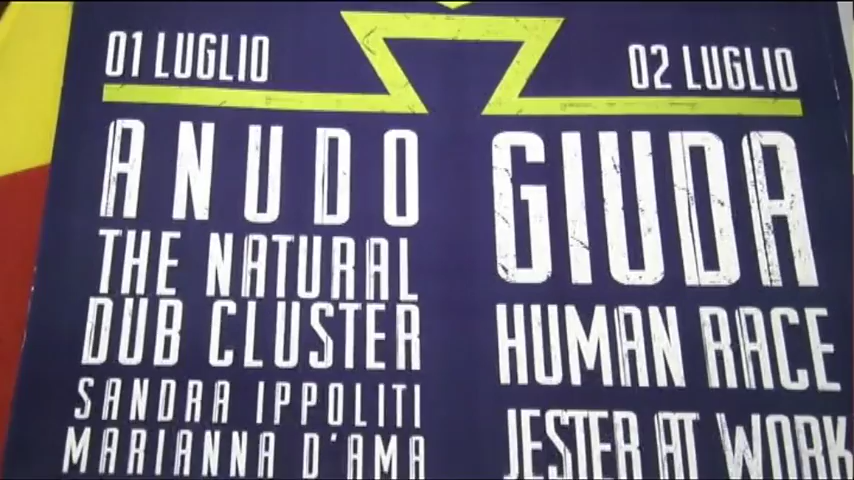 01 LUGLIO
ANUDO
THE NATURAL
DUB CLUSTER
SANDRA IPPOLITI
MARIANNA D'AMA
02 LUGLIO
GIUDA
HUMAN RACE
JESTER AT WORK